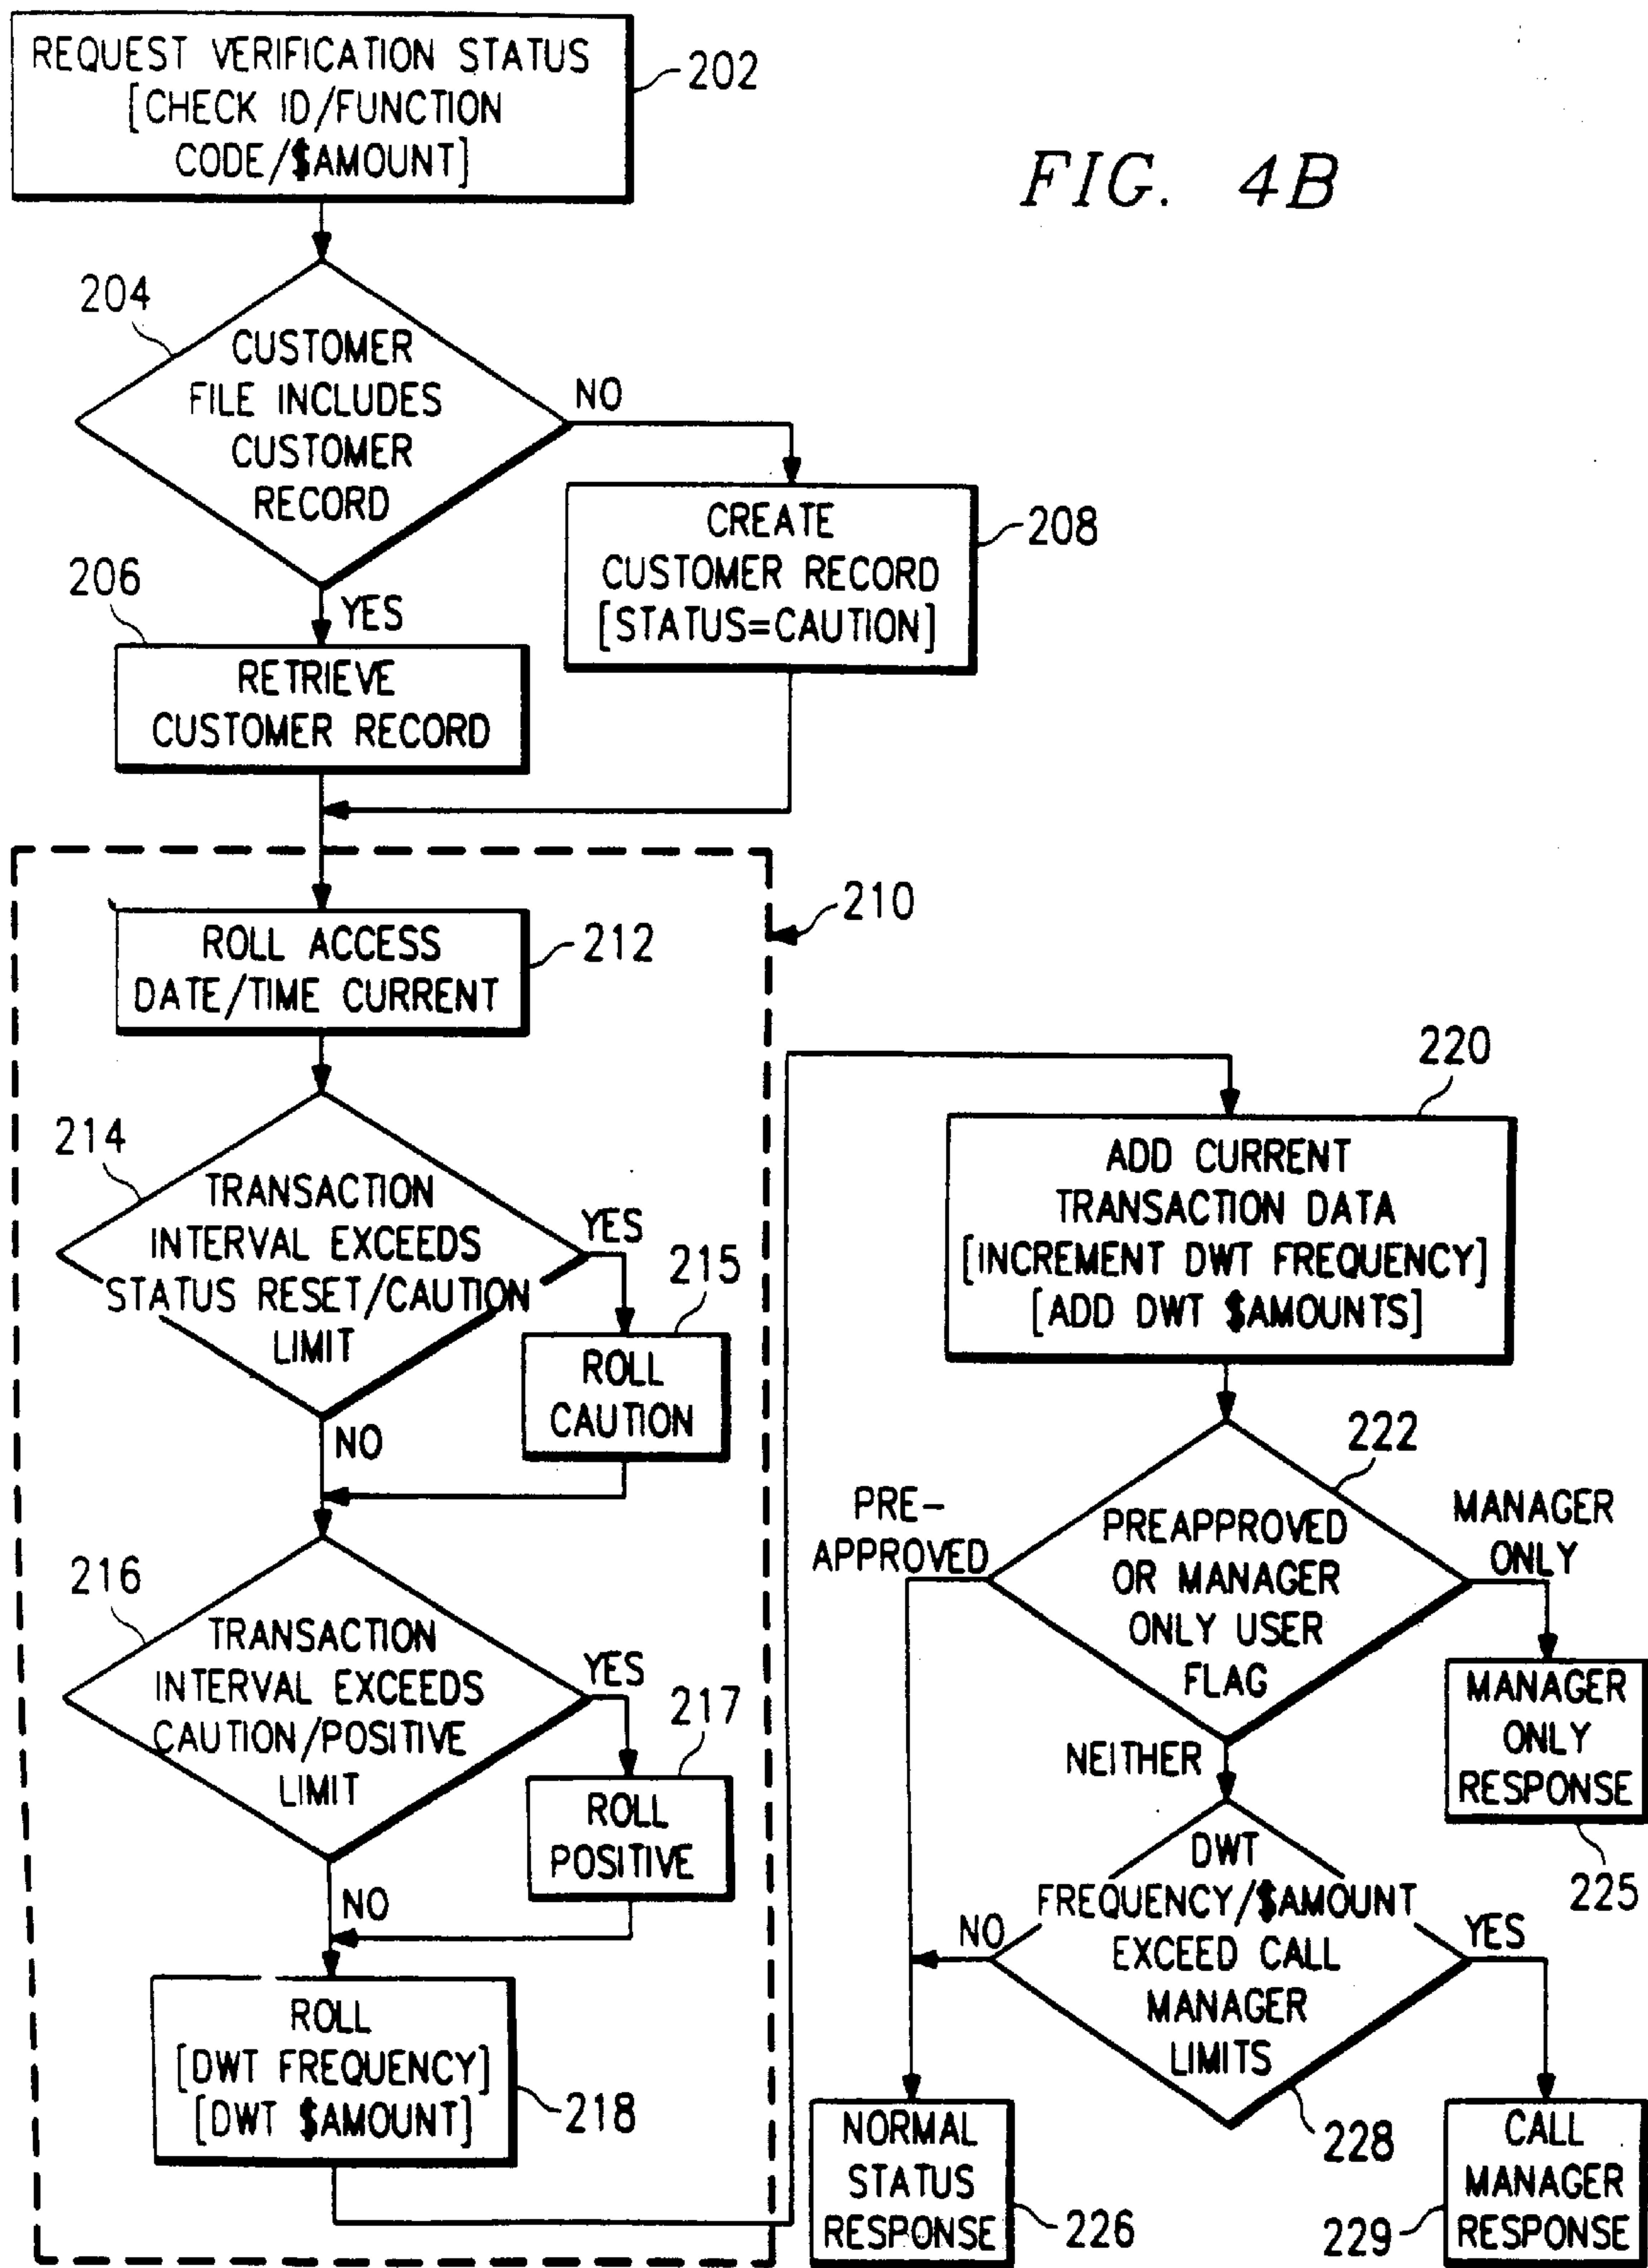 FIG. 4B
REQUEST VERIFICATION STATUS
[CHECK ID/FUNCTION
CODE/$AMOUNT]
202
204
CUSTOMER
FILE INCLUDES
CUSTOMER
RECORD
NO
YES
206
RETRIEVE
CUSTOMER RECORD
CREATE
CUSTOMER RECORD
[STATUS=CAUTION]
208
210
ROLL ACCESS
DATE/TIME CURRENT
212
214
TRANSACTION
INTERVAL EXCEEDS
STATUS RESET/CAUTION
LIMIT
YES
215
ROLL
CAUTION
NO
216
TRANSACTION
INTERVAL EXCEEDS
CAUTION/POSITIVE
LIMIT
YES
217
ROLL
POSITIVE
NO
ROLL
[DWT FREQUENCY]
[DWT $AMOUNT]
218
220
ADD CURRENT
TRANSACTION DATA
[INCREMENT DWT FREQUENCY]
[ADD DWT $AMOUNTS]
222
PRE-
APPROVED
PREAPPROVED
OR MANAGER
ONLY USER
FLAG
MANAGER
ONLY
MANAGER
ONLY
RESPONSE
225
NEITHER
DWT
FREQUENCY/$AMOUNT
EXCEED CALL
MANAGER
LIMITS
NO
YES
228
NORMAL
STATUS
RESPONSE
226
CALL
MANAGER
RESPONSE
229